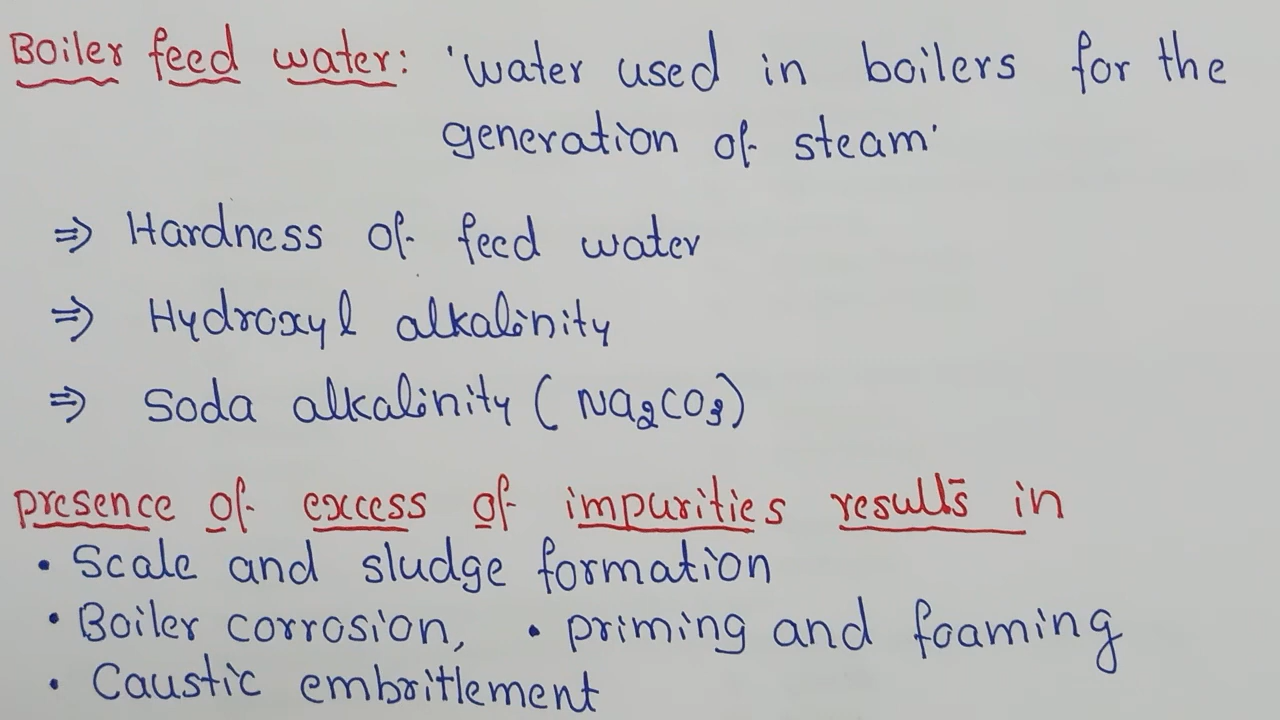 Boiler feed water: 'water used in boilers for the
generation of steam'
⇒ Hardness of feed water
⇒ Hydroxyl alkalinity
⇒ Soda alkalinity (Na₂CO₃)
presence of excess of impurities results in
• Scale and sludge formation
• Boiler corrosion, • priming and foaming
• Caustic embritlement